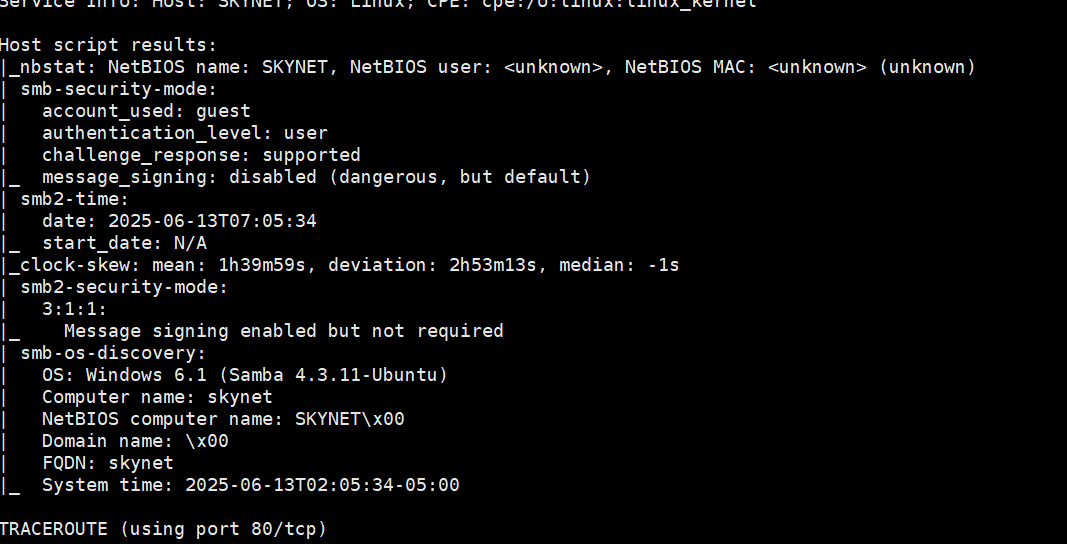 Service Info: Host: SKYNET; OS: Linux; CPE: cpe:/o:linux:linux_kernel
Host script results:
|_nbstat: NetBIOS name: SKYNET, NetBIOS user: <unknown>, NetBIOS MAC: <unknown> (unknown)
| smb-security-mode:
|   account_used: guest
|   authentication_level: user
|   challenge_response: supported
|_  message_signing: disabled (dangerous, but default)
| smb2-time:
|   date: 2025-06-13T07:05:34
|_  start_date: N/A
|_clock-skew: mean: 1h39m59s, deviation: 2h53m13s, median: -1s
| smb2-security-mode:
|   3:1:1:
|_    Message signing enabled but not required
| smb-os-discovery:
|   OS: Windows 6.1 (Samba 4.3.11-Ubuntu)
|   Computer name: skynet
|   NetBIOS computer name: SKYNET\x00
|   Domain name: \x00
|   FQDN: skynet
|_  System time: 2025-06-13T02:05:34-05:00
TRACEROUTE (using port 80/tcp)